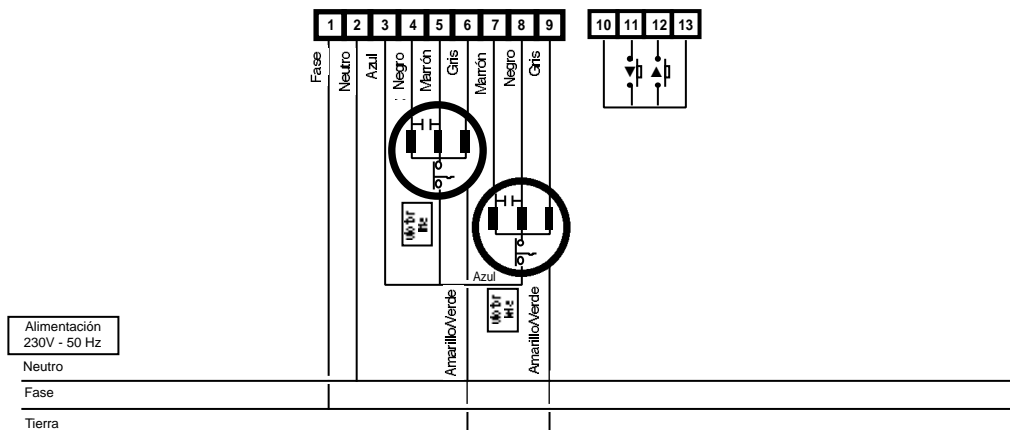 1 2 3 4 5 6 7 8 9 10 11 12 13
Fase
Neutro
Azul
Negro
Marrón
Gris
Marrón
Negro
Gris
Azul
Amarillo/Verde
Amarillo/Verde
Alimentación
230V - 50 Hz
Neutro
Fase
Tierra